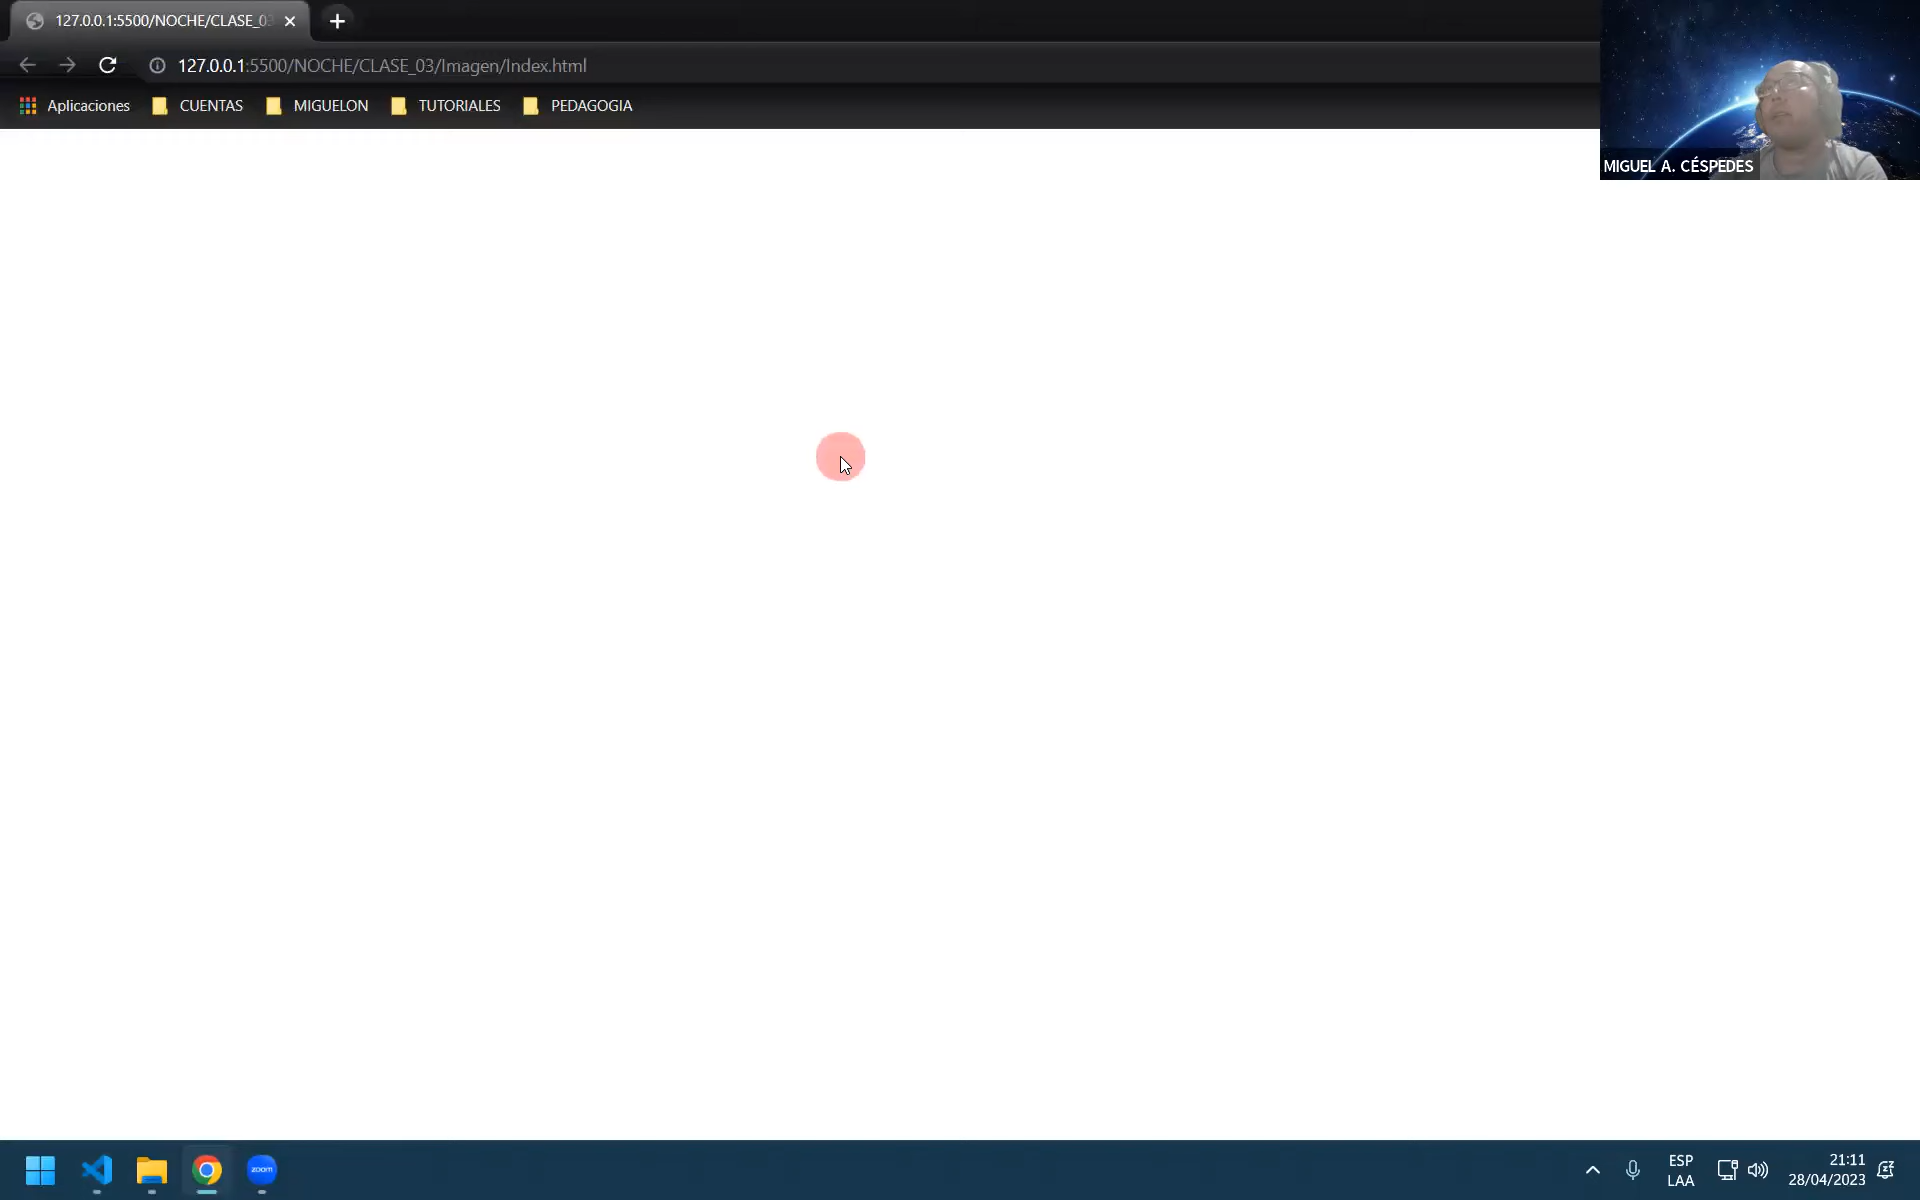 127.0.0.1:5500/NOCHE/CLASE_03
127.0.0.1:5500/NOCHE/CLASE_03/Imagen/Index.html
Aplicaciones
CUENTAS
MIGUELON
TUTORIALES
PEDAGOGIA
MIGUEL A. CÉSPEDES
zoom
ESP
LAA
21:11
28/04/2023